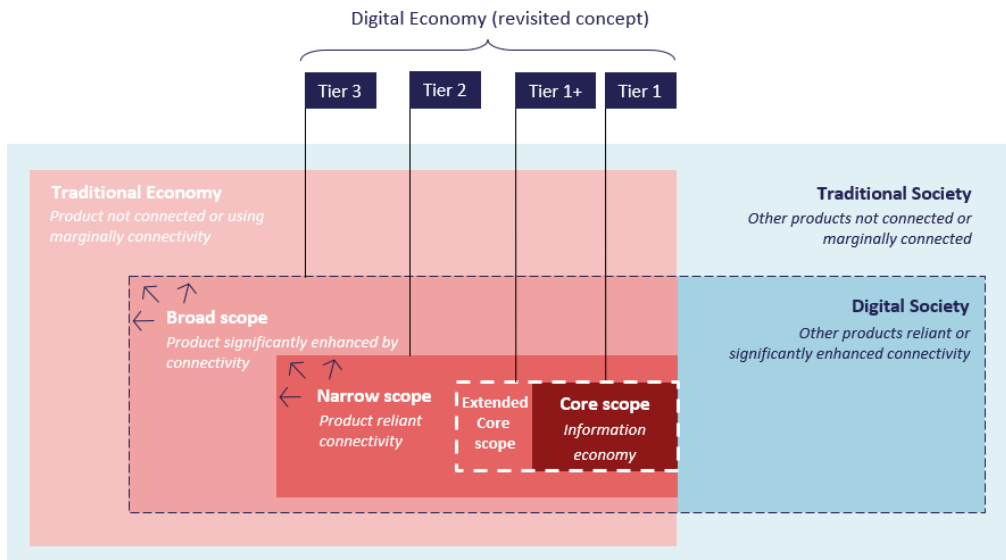 Digital Economy (revisited concept)
Tier 3
Tier 2
Tier 1+
Tier 1
Traditional Economy
Product not connected or using
marginally connectivity
Traditional Society
Other products not connected or
marginally connected
Broad scope
Product significantly enhanced by
connectivity
Digital Society
Other products reliant or
significantly enhanced connectivity
Narrow scope
Product reliant
connectivity
Extended
Core
scope
Core scope
Information
economy